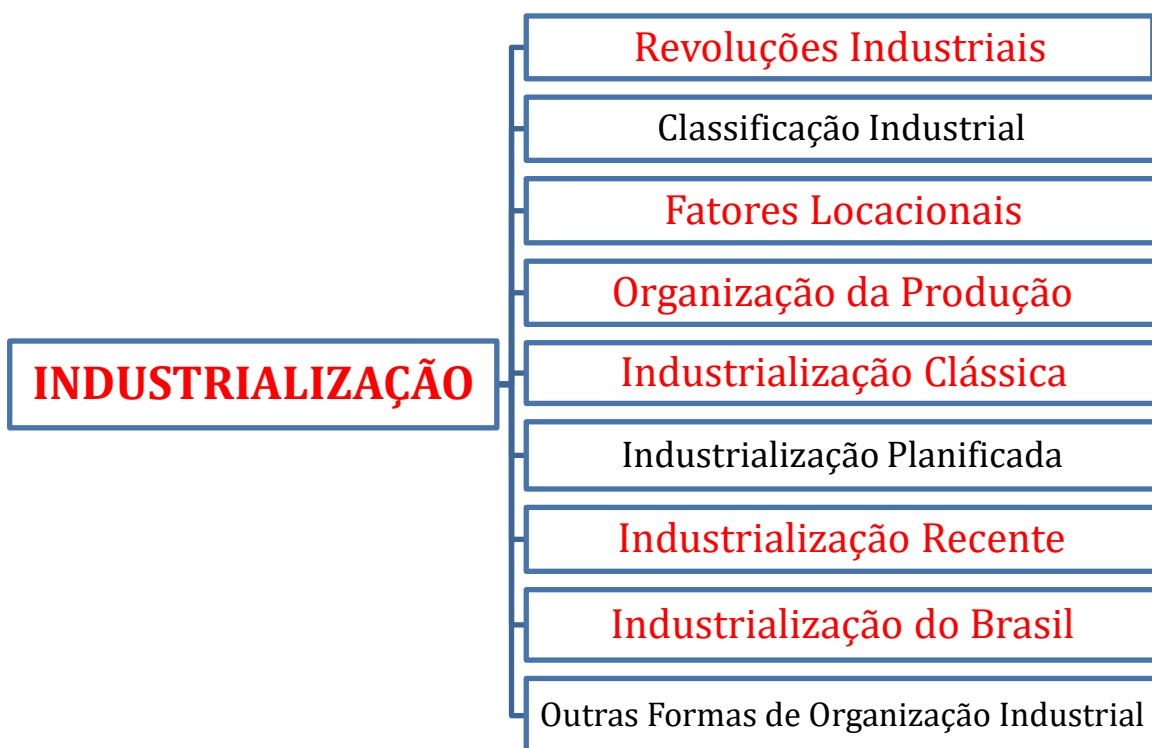 Revoluções Industriais
Classificação Industrial
Fatores Locacionais
Organização da Produção
INDUSTRIALIZAÇÃO
Industrialização Clássica
Industrialização Planificada
Industrialização Recente
Industrialização do Brasil
Outras Formas de Organização Industrial